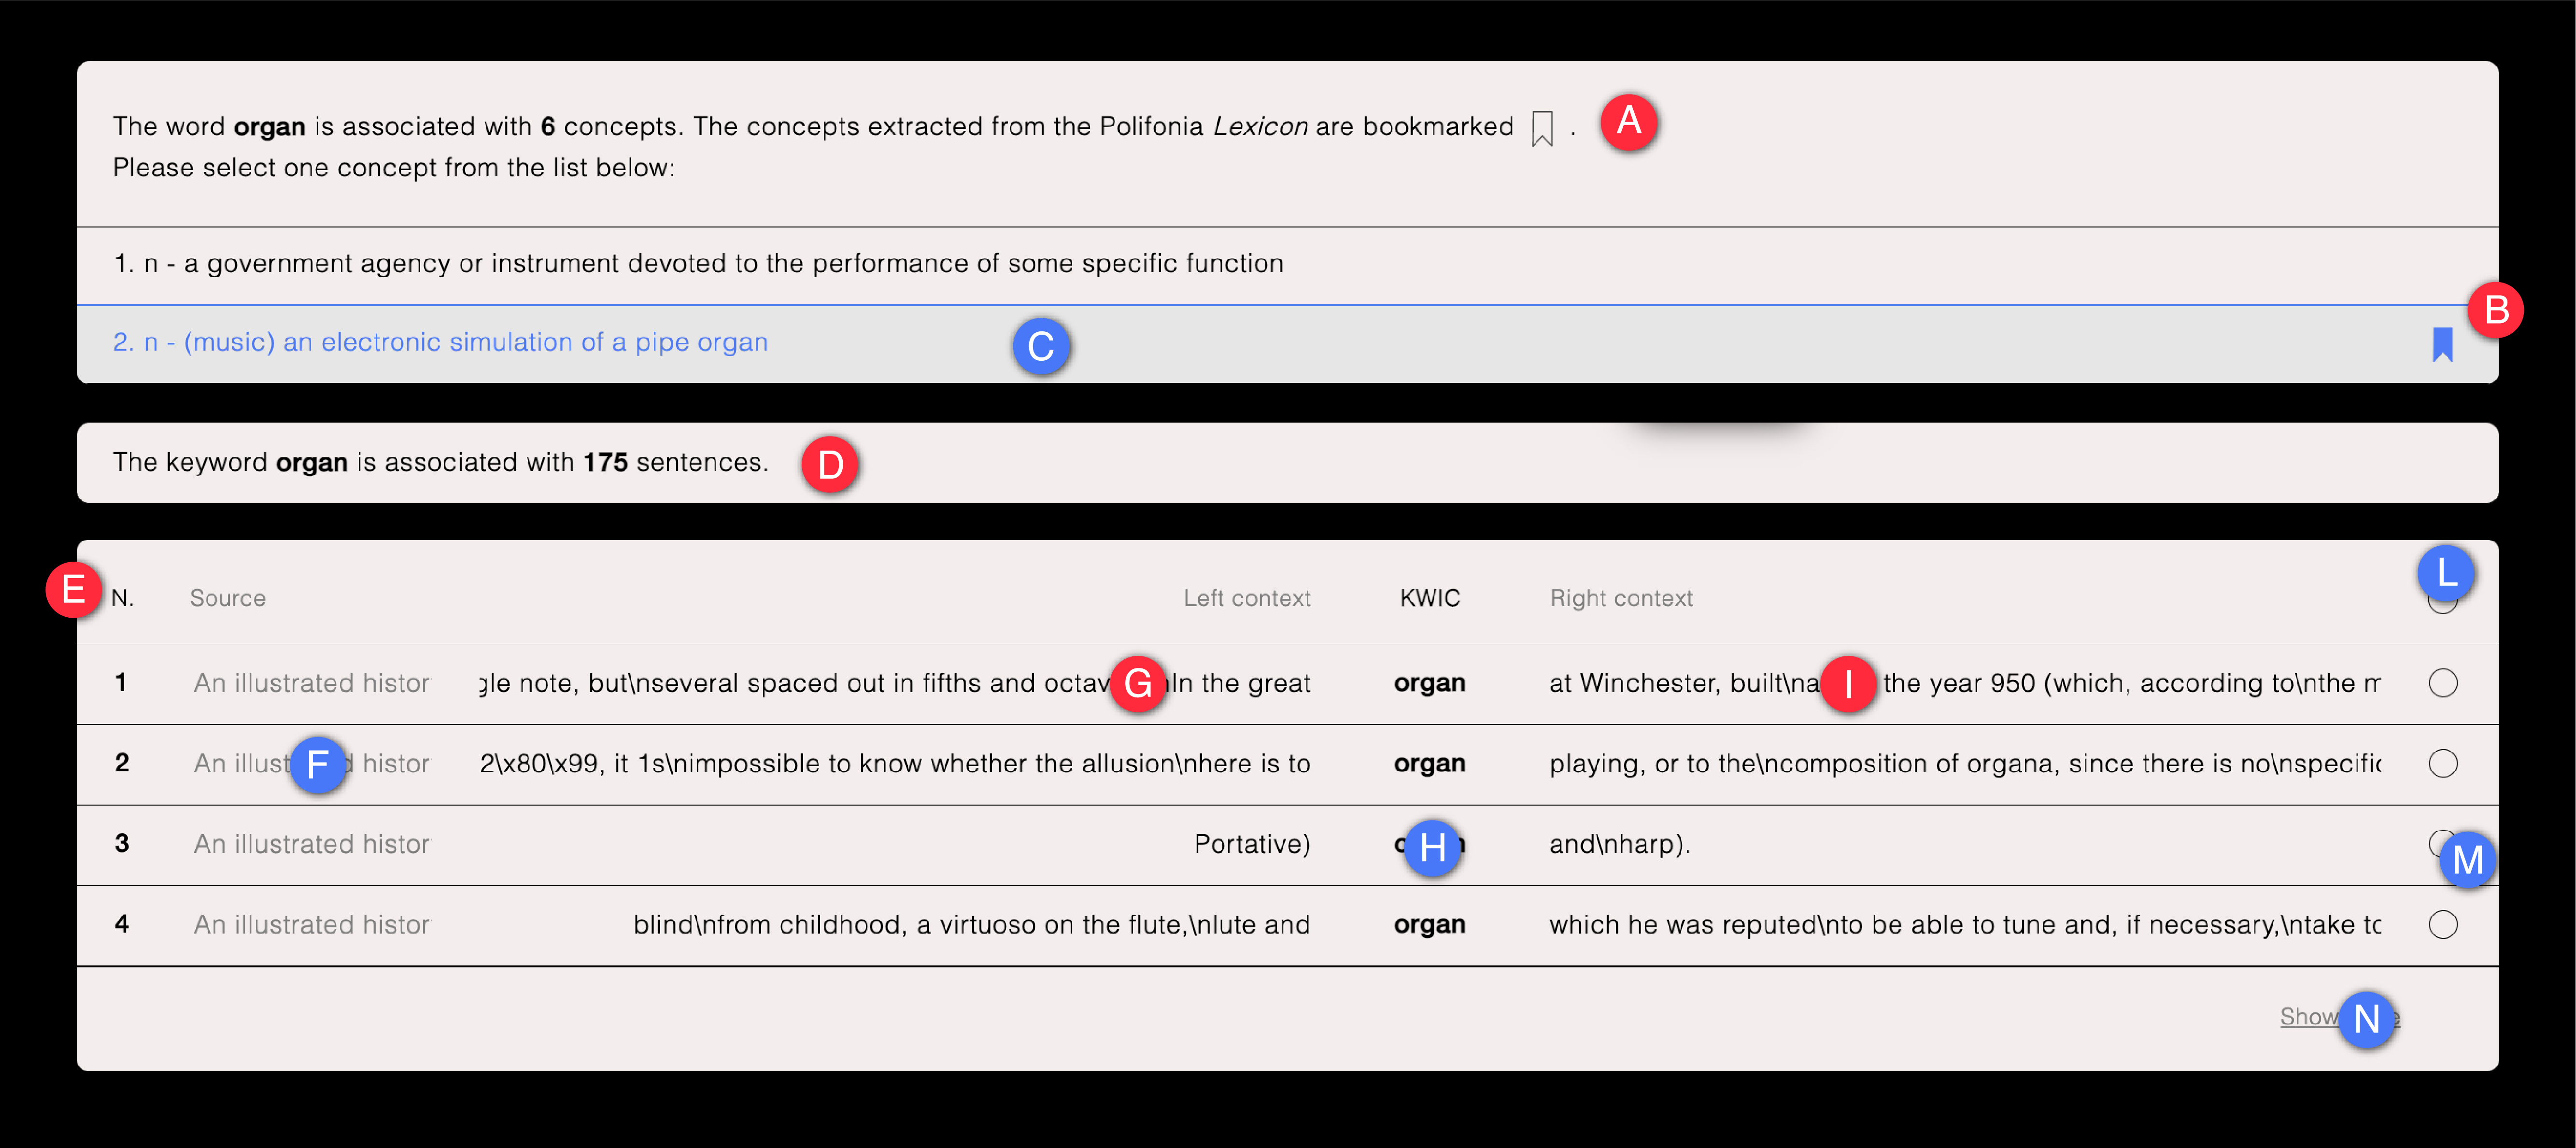 The word organ is associated with 6 concepts. The concepts extracted from the Polifonia Lexicon are bookmarked . A
Please select one concept from the list below:
1. n - a government agency or instrument devoted to the performance of some specific function
B
2. n - (music) an electronic simulation of a pipe organ C
The keyword organ is associated with 175 sentences. D
E N. Source Left context KWIC Right context L
1 An illustrated histor gle note, but\nseveral spaced out in fifths and G In the great organ at Winchester, built\na I the year 950 (which, according to\nthe m
2 An F histor 2\x80\x99, it 1s\nimpossible to know whether the allusion\nhere is to organ playing, or to the\ncomposition of organa, since there is no\nspecific
3 An illustrated histor Portative) H and\nharp). M
4 An illustrated histor blind\nfrom childhood, a virtuoso on the flute,\nlute and organ which he was reputed\nto be able to tune and, if necessary,\ntake to
Show N